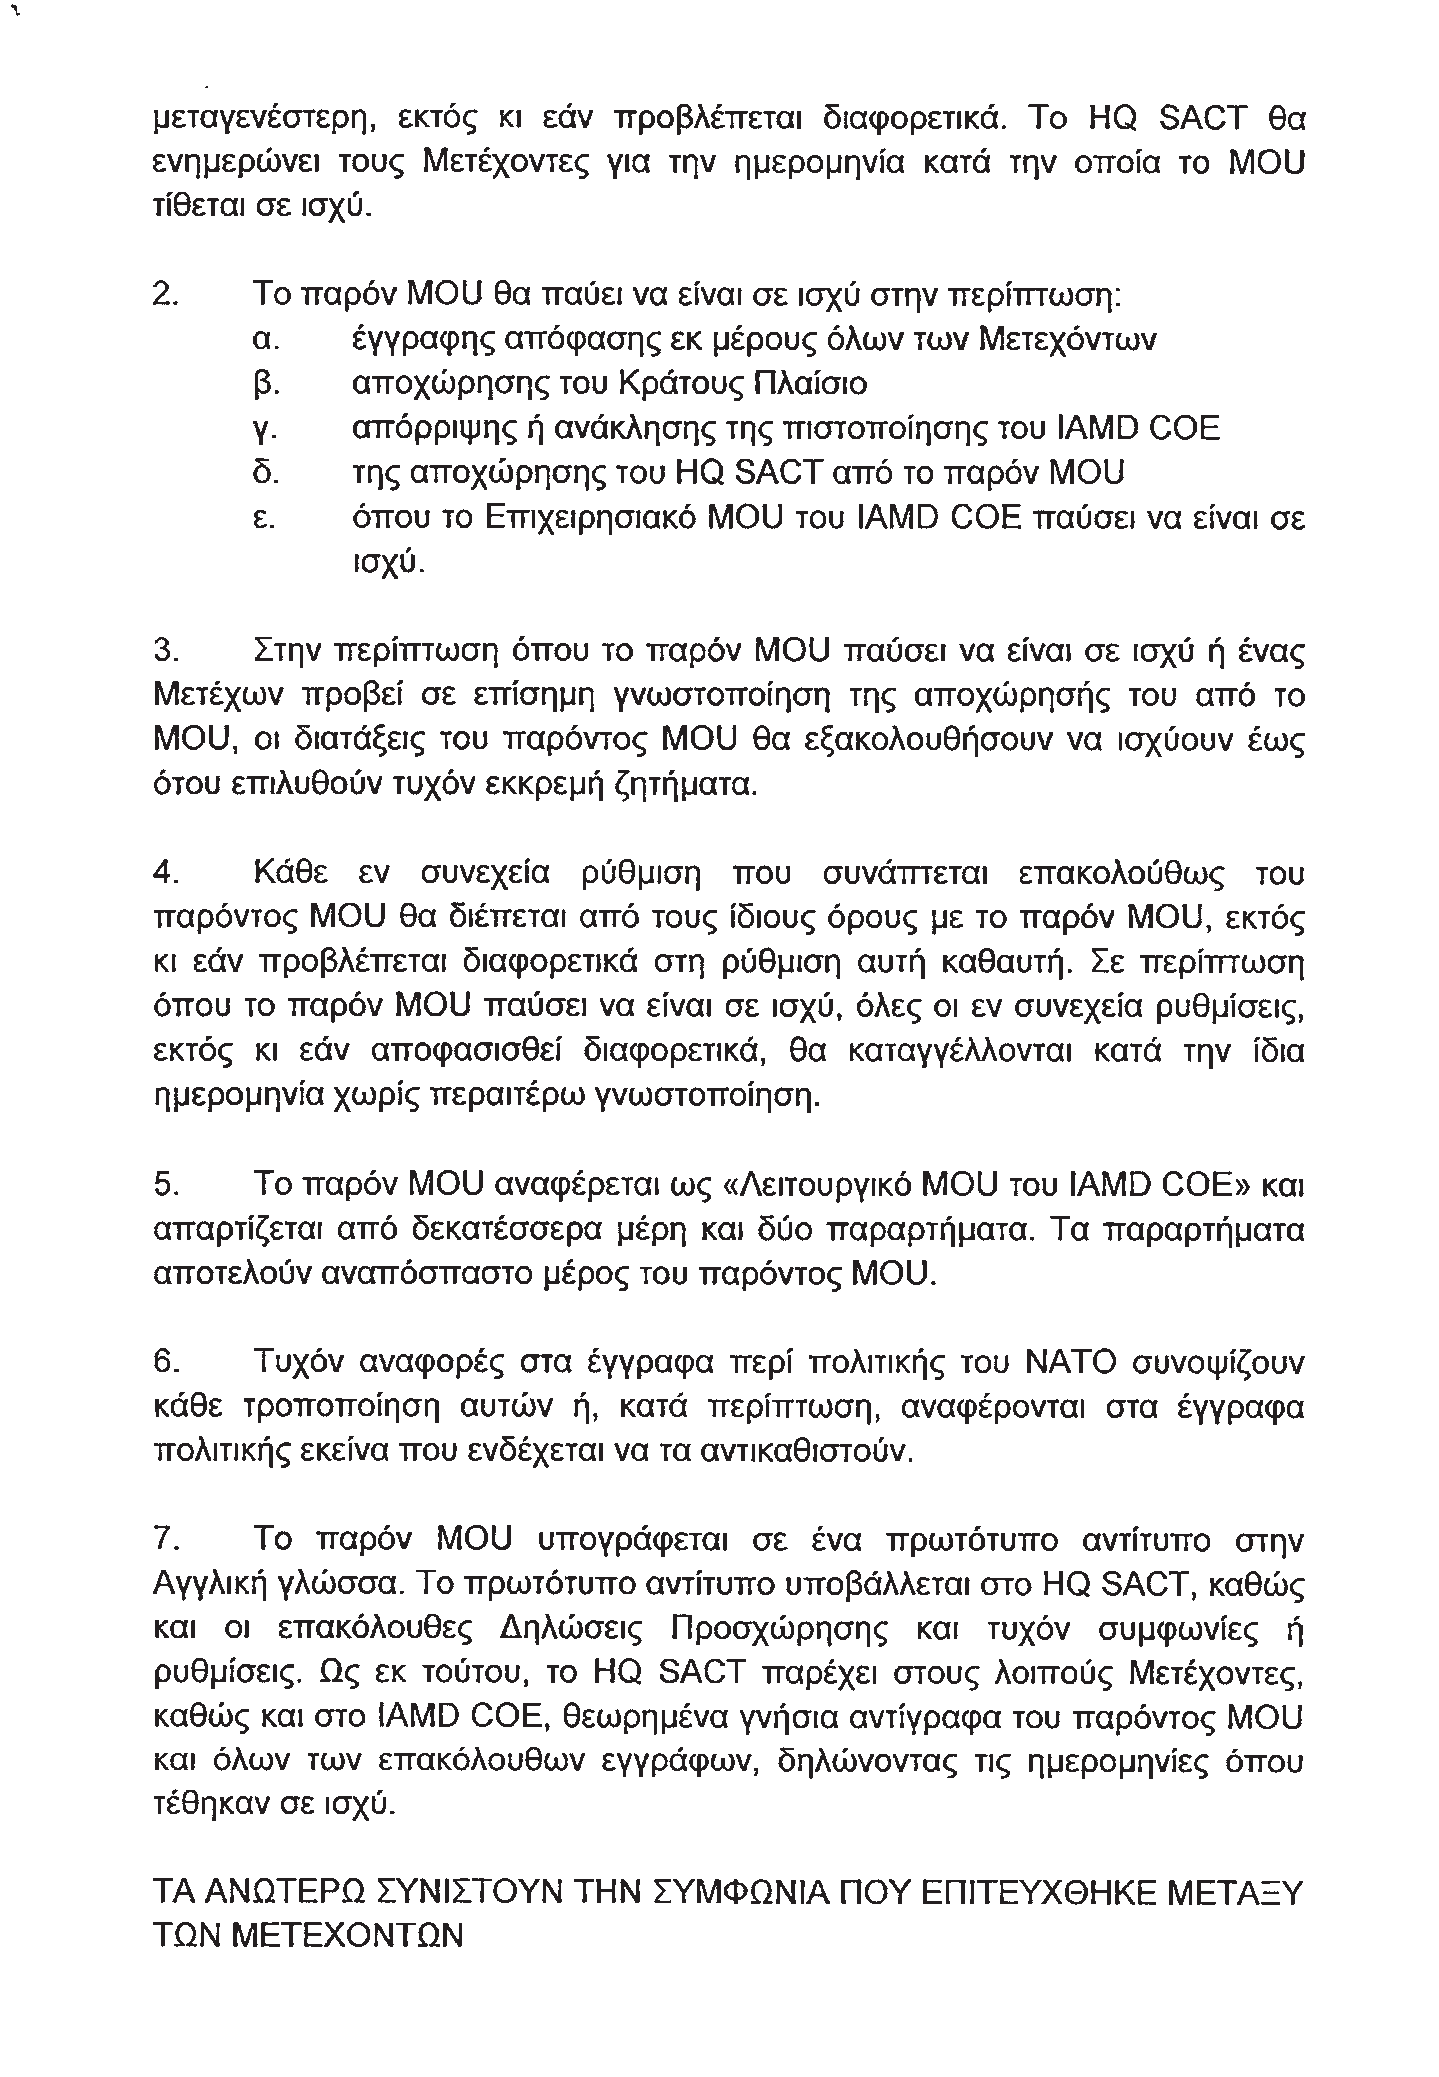 μεταγενέστερη, εκτός κι εάν προβλέπεται διαφορετικά. Το HQ SACT θα
ενημερώνει τους Μετέχοντες για την ημερομηνία κατά την οποία το MOU
τίθεται σε ισχύ.
2. Το παρόν MOU θα παύει να είναι σε ισχύ στην περίπτωση:
α. έγγραφης απόφασης εκ μέρους όλων των Μετεχόντων
β. αποχώρησης του Κράτους Πλαίσιο
γ. απόρριψης ή ανάκλησης της πιστοποίησης του IAMD COE
δ. της αποχώρησης του HQ SACT από το παρόν MOU
ε. όπου το Επιχειρησιακό MOU του IAMD COE παύσει να είναι σε
ισχύ.
3. Στην περίπτωση όπου το παρόν MOU παύσει να είναι σε ισχύ ή ένας
Μετέχων προβεί σε επίσημη γνωστοποίηση της αποχώρησής του από το
MOU, οι διατάξεις του παρόντος MOU θα εξακολουθήσουν να ισχύουν έως
ότου επιλυθούν τυχόν εκκρεμή ζητήματα.
4. Κάθε εν συνεχεία ρύθμιση που συνάπτεται επακολούθως του
παρόντος MOU θα διέπεται από τους ίδιους όρους με το παρόν MOU, εκτός
κι εάν προβλέπεται διαφορετικά στη ρύθμιση αυτή καθαυτή. Σε περίπτωση
όπου το παρόν MOU παύσει να είναι σε ισχύ, όλες οι εν συνεχεία ρυθμίσεις,
εκτός κι εάν αποφασισθεί διαφορετικά, θα καταγγέλλονται κατά την ίδια
ημερομηνία χωρίς περαιτέρω γνωστοποίηση.
5. Το παρόν MOU αναφέρεται ως «Λειτουργικό MOU του IAMD COE» και
απαρτίζεται από δεκατέσσερα μέρη και δύο παραρτήματα. Τα παραρτήματα
αποτελούν αναπόσπαστο μέρος του παρόντος MOU.
6. Τυχόν αναφορές στα έγγραφα περί πολιτικής του ΝΑΤΟ συνοψίζουν
κάθε τροποποίηση αυτών ή, κατά περίπτωση, αναφέρονται στα έγγραφα
πολιτικής εκείνα που ενδέχεται να τα αντικαθιστούν.
7. Το παρόν MOU υπογράφεται σε ένα πρωτότυπο αντίτυπο στην
Αγγλική γλώσσα. Το πρωτότυπο αντίτυπο υποβάλλεται στο HQ SACT, καθώς
και οι επακόλουθες Δηλώσεις Προσχώρησης και τυχόν συμφωνίες ή
ρυθμίσεις. Ως εκ τούτου, το HQ SACT παρέχει στους λοιπούς Μετέχοντες,
καθώς και στο IAMD COE, θεωρημένα γνήσια αντίγραφα του παρόντος MOU
και όλων των επακόλουθων εγγράφων, δηλώνοντας τις ημερομηνίες όπου
τέθηκαν σε ισχύ.
ΤΑ ΑΝΩΤΕΡΩ ΣΥΝΙΣΤΟΥΝ ΤΗΝ ΣΥΜΦΩΝΙΑ ΠΟΥ ΕΠΙΤΕΥΧΘΗΚΕ ΜΕΤΑΞΥ
ΤΩΝ ΜΕΤΕΧΟΝΤΩΝ